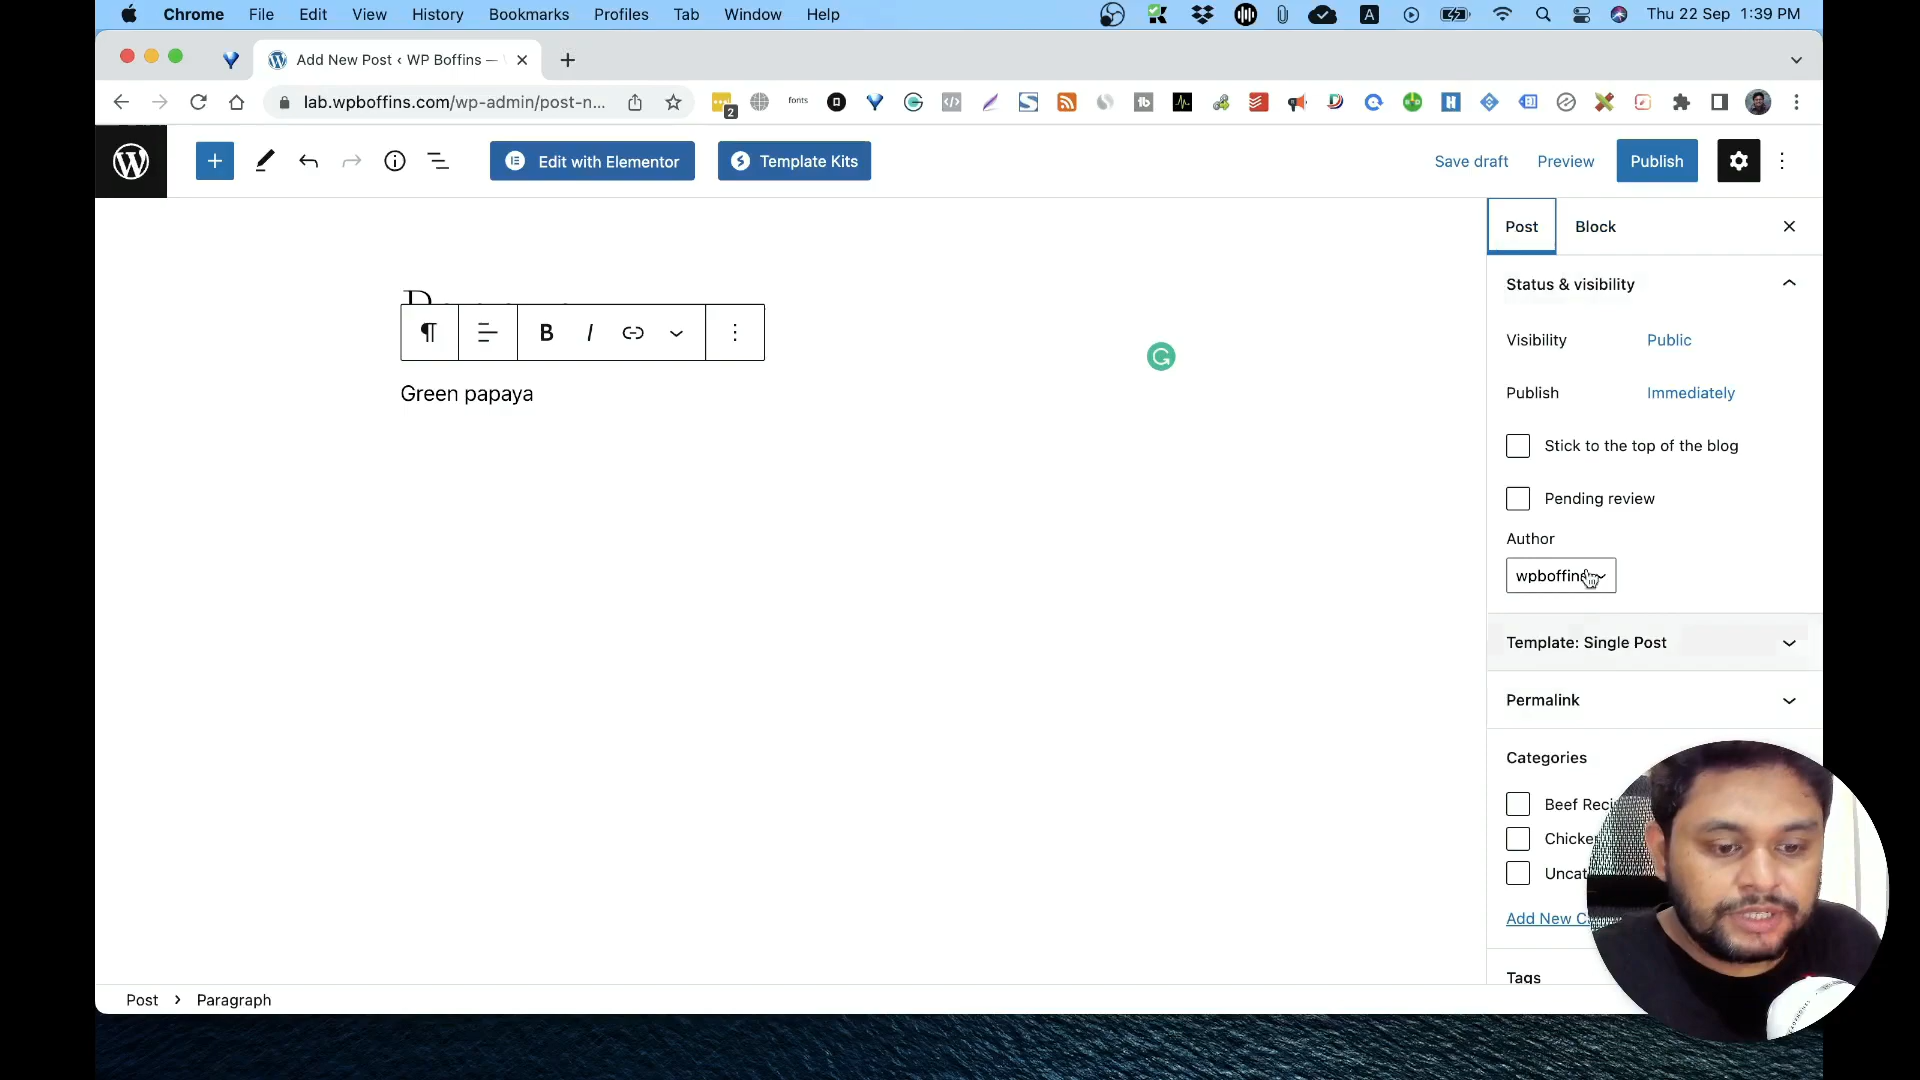 Chrome File Edit View History Bookmarks Profiles Tab Window Help A Thu 22 Sep 1:39 PM
Add New Post ‹ WP Boffins —
lab.wpboffins.com/wp-admin/post-n... 2 fonts
Edit with Elementor Template Kits Save draft Preview Publish
Post Block
Status & visibility
Visibility Public
B I
Green papaya
Publish Immediately
Stick to the top of the blog
Pending review
Author
wpboffins
Template: Single Post
Permalink
Categories
Beef
Add New
Tags
Post › Paragraph